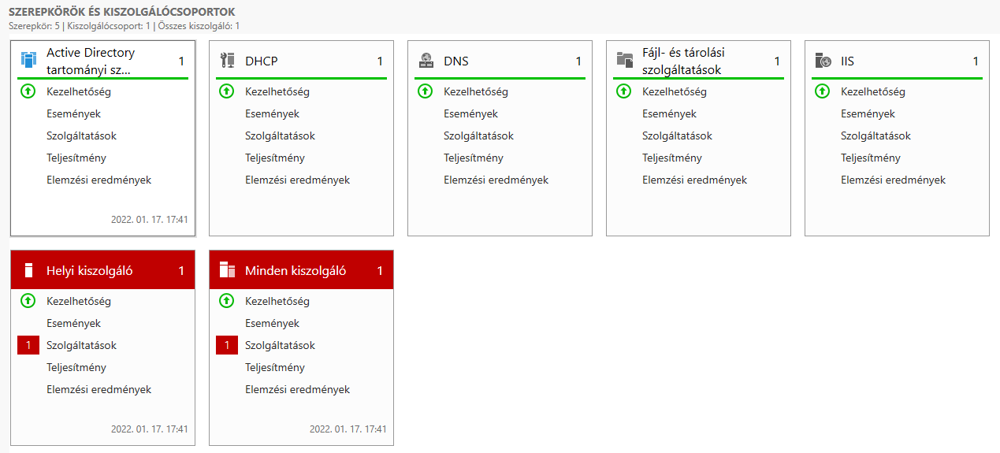 SZEREPKÖRÖK ÉS KISZOLGÁLÓCSOPORTOK
Szerepkör: 5 | Kiszolgálócsoport: 1 | Összes kiszolgáló: 1
Active Directory
tartományi sz... 1
Kezelhetőség
Események
Szolgáltatások
Teljesítmény
Elemzési eredmények
2022. 01. 17. 17:41
DHCP 1
Kezelhetőség
Események
Szolgáltatások
Teljesítmény
Elemzési eredmények
DNS 1
Kezelhetőség
Események
Szolgáltatások
Teljesítmény
Elemzési eredmények
Fájl- és tárolási
szolgáltatások 1
Kezelhetőség
Események
Szolgáltatások
Teljesítmény
Elemzési eredmények
IIS 1
Kezelhetőség
Események
Szolgáltatások
Teljesítmény
Elemzési eredmények
Helyi kiszolgáló 1
Kezelhetőség
Események
1 Szolgáltatások
Teljesítmény
Elemzési eredmények
2022. 01. 17. 17:41
Minden kiszolgáló 1
Kezelhetőség
Események
1 Szolgáltatások
Teljesítmény
Elemzési eredmények
2022. 01. 17. 17:41